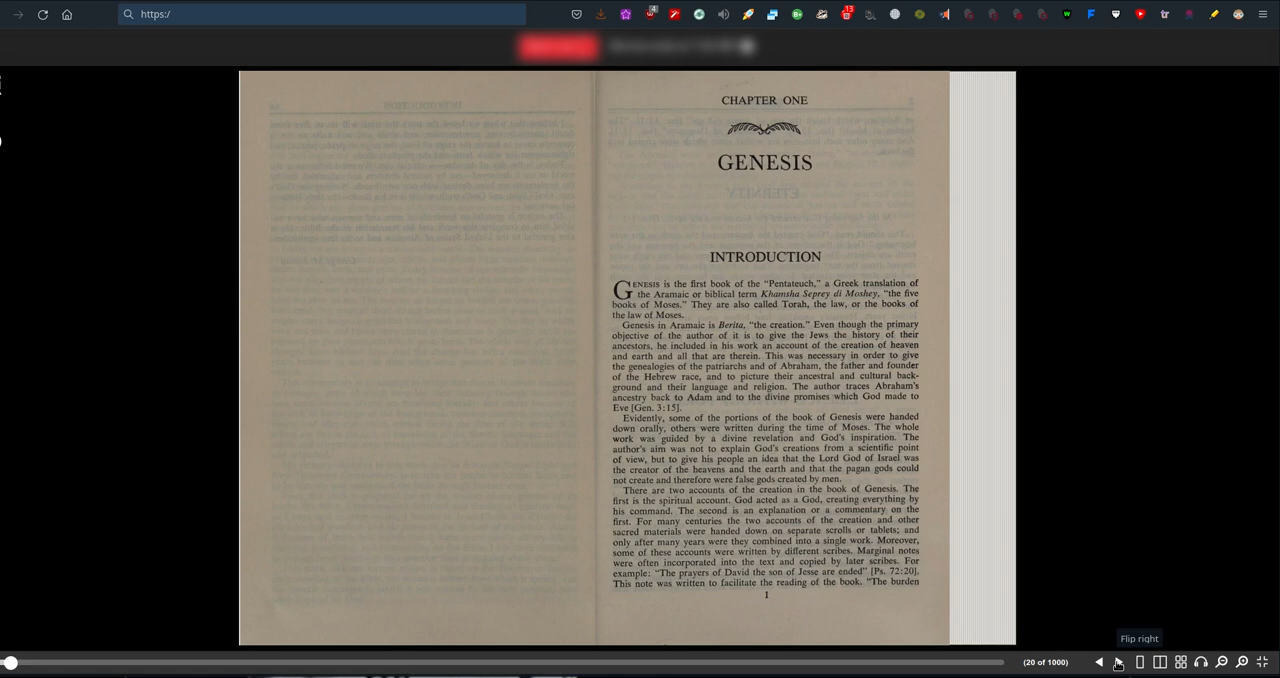 https:/
4
13
CHAPTER ONE
GENESIS
INTRODUCTION
GENESIS is the first book of the “Pentateuch,” a Greek translation of
the Aramaic or biblical term Khamsha Seprey di Moshey, “the five
books of Moses.” They are also called Torah, the law, or the books of
the law of Moses.
Genesis in Aramaic is Berita, “the creation.” Even though the primary
objective of the author of it is to give the Jews the history of their
ancestors, he included in his work an account of the creation of heaven
and earth and all that are therein. This was necessary in order to give
the genealogies of the patriarchs and of Abraham, the father and founder
of the Hebrew race, and to picture their ancestral and cultural back-
ground and their language and religion. The author traces Abraham’s
ancestry back to Adam and to the divine promises which God made to
Eve [Gen. 3:15].
Evidently, some of the portions of the book of Genesis were handed
down orally, others were written during the time of Moses. The whole
work was guided by a divine revelation and God’s inspiration. The
author’s aim was not to explain God’s creations from a scientific point
of view, but to give his people an idea that the Lord God of Israel was
the creator of the heavens and the earth and that the pagan gods could
not create and therefore were false gods created by men.
There are two accounts of the creation in the book of Genesis. The
first is the spiritual account. God acted as a God, creating everything by
his command. The second is an explanation or a commentary on the
first. For many centuries the two accounts of the creation and other
sacred materials were handed down on separate scrolls or tablets; and
only after many years were they combined into a single work. Moreover,
some of these accounts were written by different scribes. Marginal notes
were often incorporated into the text and copied by later scribes. For
example: “The prayers of David the son of Jesse are ended” [Ps. 72:20].
This note was written to facilitate the reading of the book. “The burden
1
Flip right
(20 of 1000)